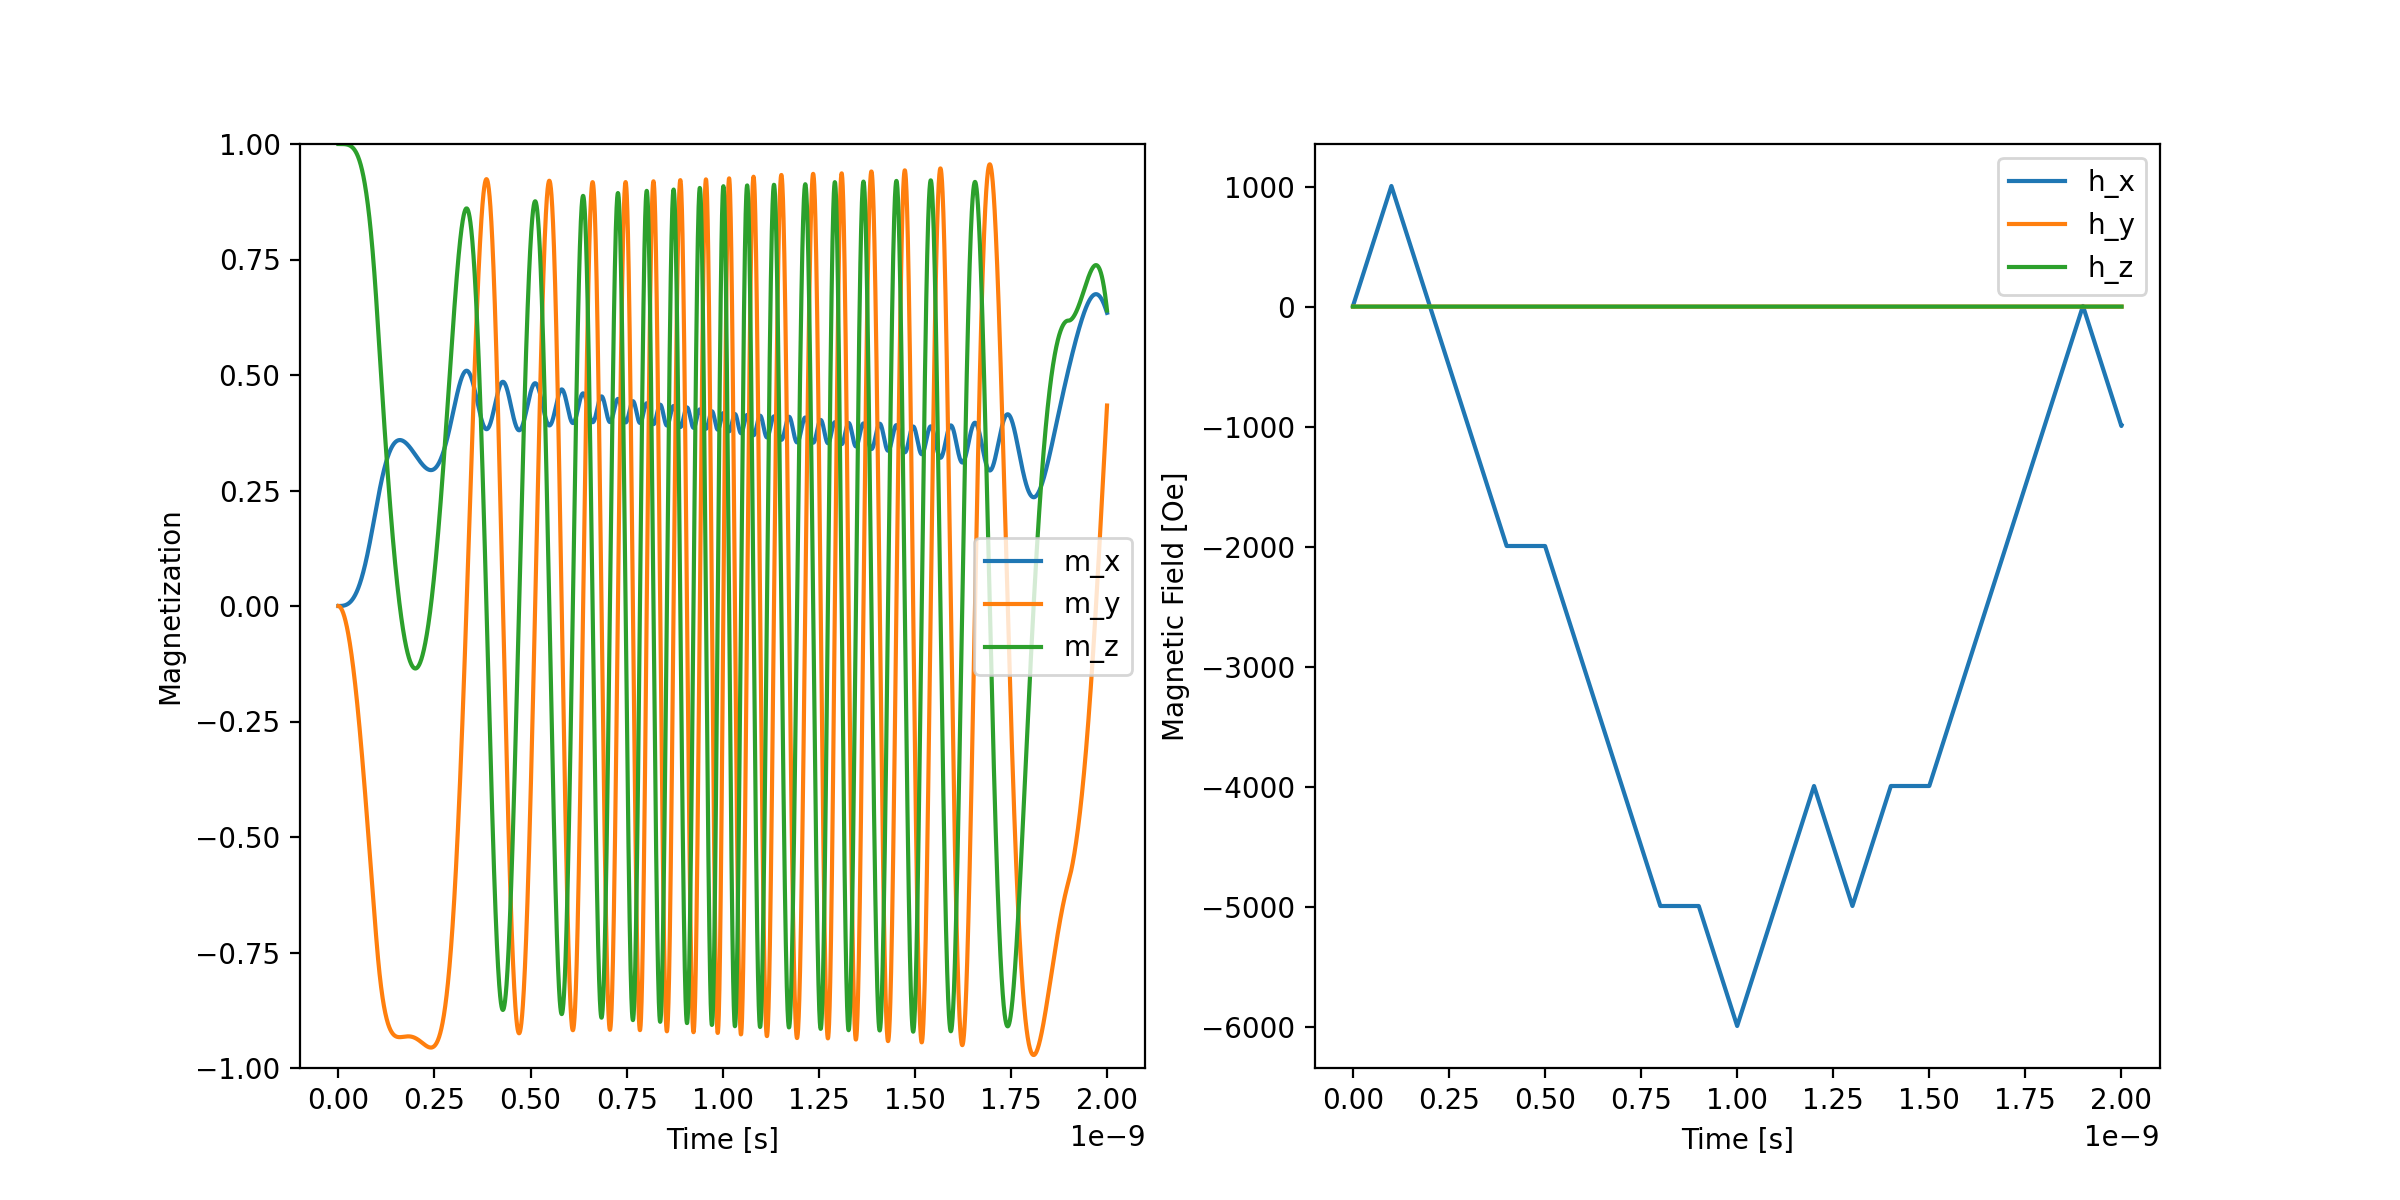 Magnetization
1.00
0.75
0.50
0.25
0.00
−0.25
−0.50
−0.75
−1.00
0.00 0.25 0.50 0.75 1.00 1.25 1.50 1.75 2.00
Time [s]
1e−9
m_x
m_y
m_z
Magnetic Field [Oe]
1000
0
−1000
−2000
−3000
−4000
−5000
−6000
0.00 0.25 0.50 0.75 1.00 1.25 1.50 1.75 2.00
Time [s]
1e−9
h_x
h_y
h_z